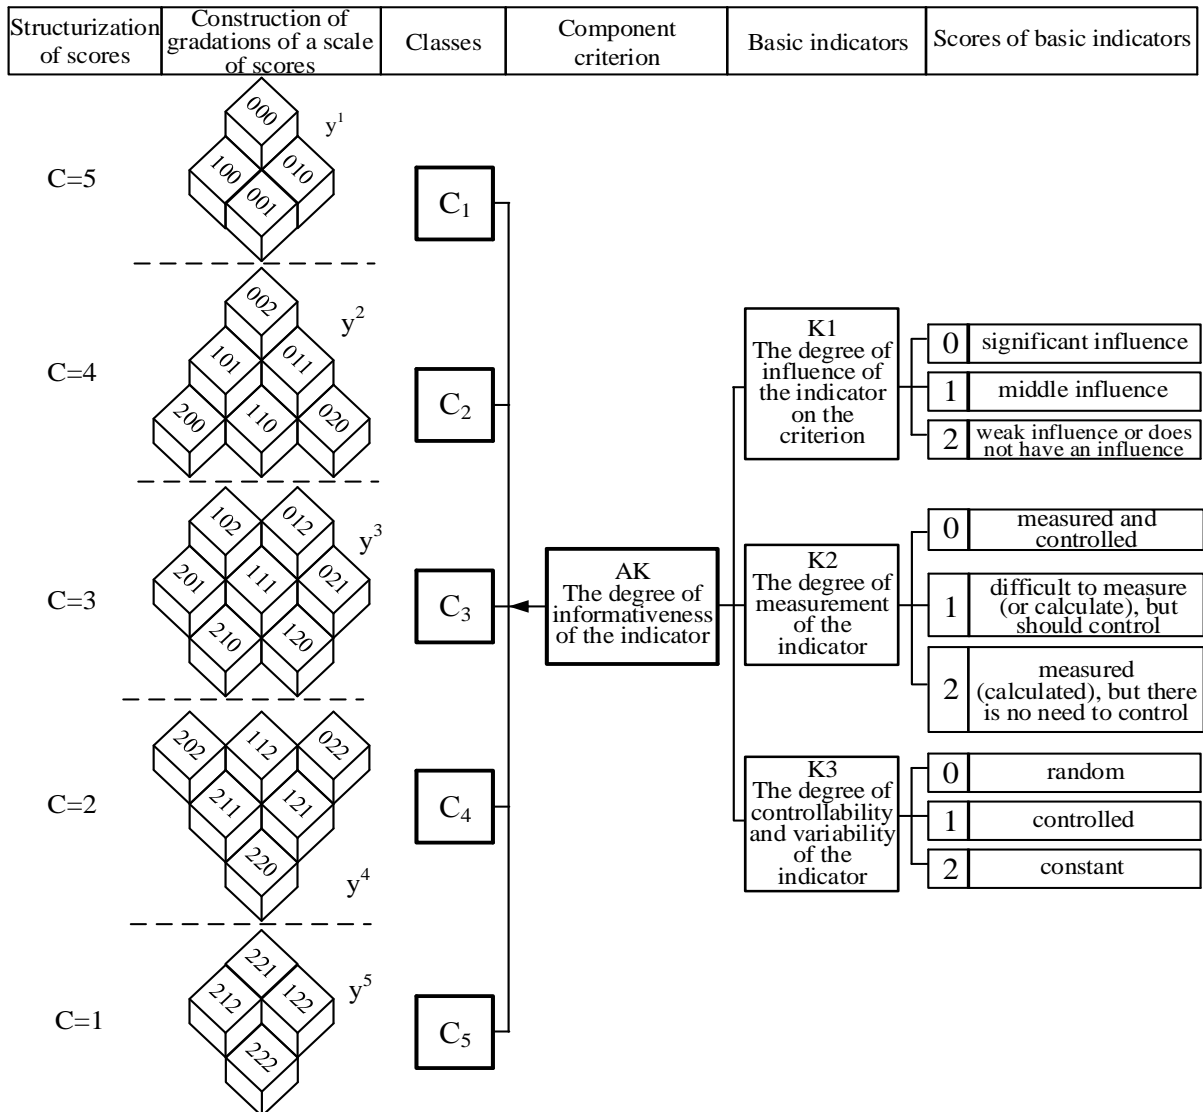 Structurization
of scores
Construction of
gradations of a scale
of scores
Classes
Component
criterion
Basic indicators
Scores of basic indicators
C=5
000
y¹
100
010
001
C₁
C=4
002
y²
101
011
200
110
020
C₂
C=3
102
012
y³
201
111
021
210
120
C₃
C=2
202
112
022
211
121
220
y⁴
C₄
C=1
221
212
122
y⁵
222
C₅
AK
The degree of
informativeness
of the indicator
K1
The degree of
influence of
the indicator
on the
criterion
0 significant influence
1 middle influence
2 weak influence or does
not have an influence
K2
The degree of
measurement of
the indicator
0 measured and
controlled
1 difficult to measure
(or calculate), but
should control
2 measured
(calculated), but there
is no need to control
K3
The degree of
controllability
and variability
of the
indicator
0 random
1 controlled
2 constant